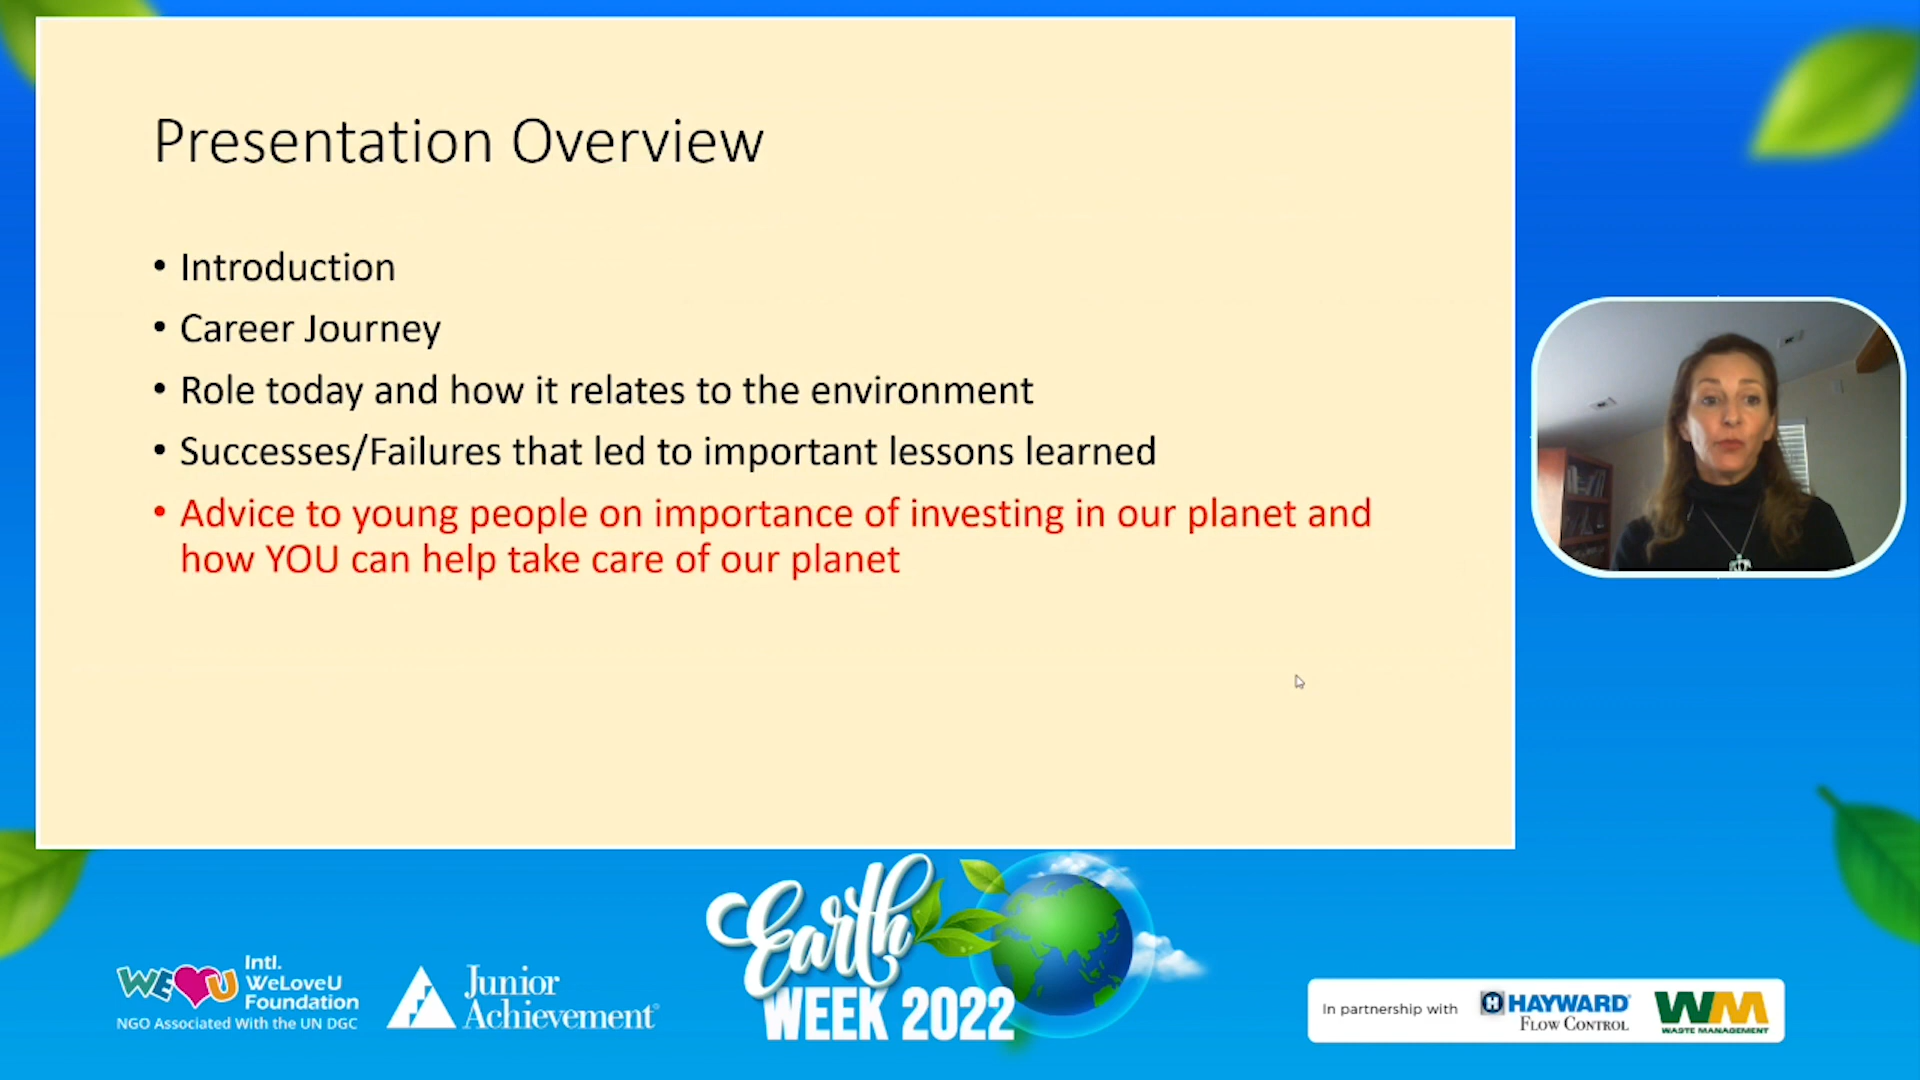 Presentation Overview
• Introduction
• Career Journey
• Role today and how it relates to the environment
• Successes/Failures that led to important lessons learned
• Advice to young people on importance of investing in our planet and
how YOU can help take care of our planet
Earth
WEEK 2022
WE U
Intl.
WeLoveU
Foundation
NGO Associated With the UN DGC
Junior
Achievement®
In partnership with
H HAYWARD®
FLOW CONTROL
WM
WASTE MANAGEMENT